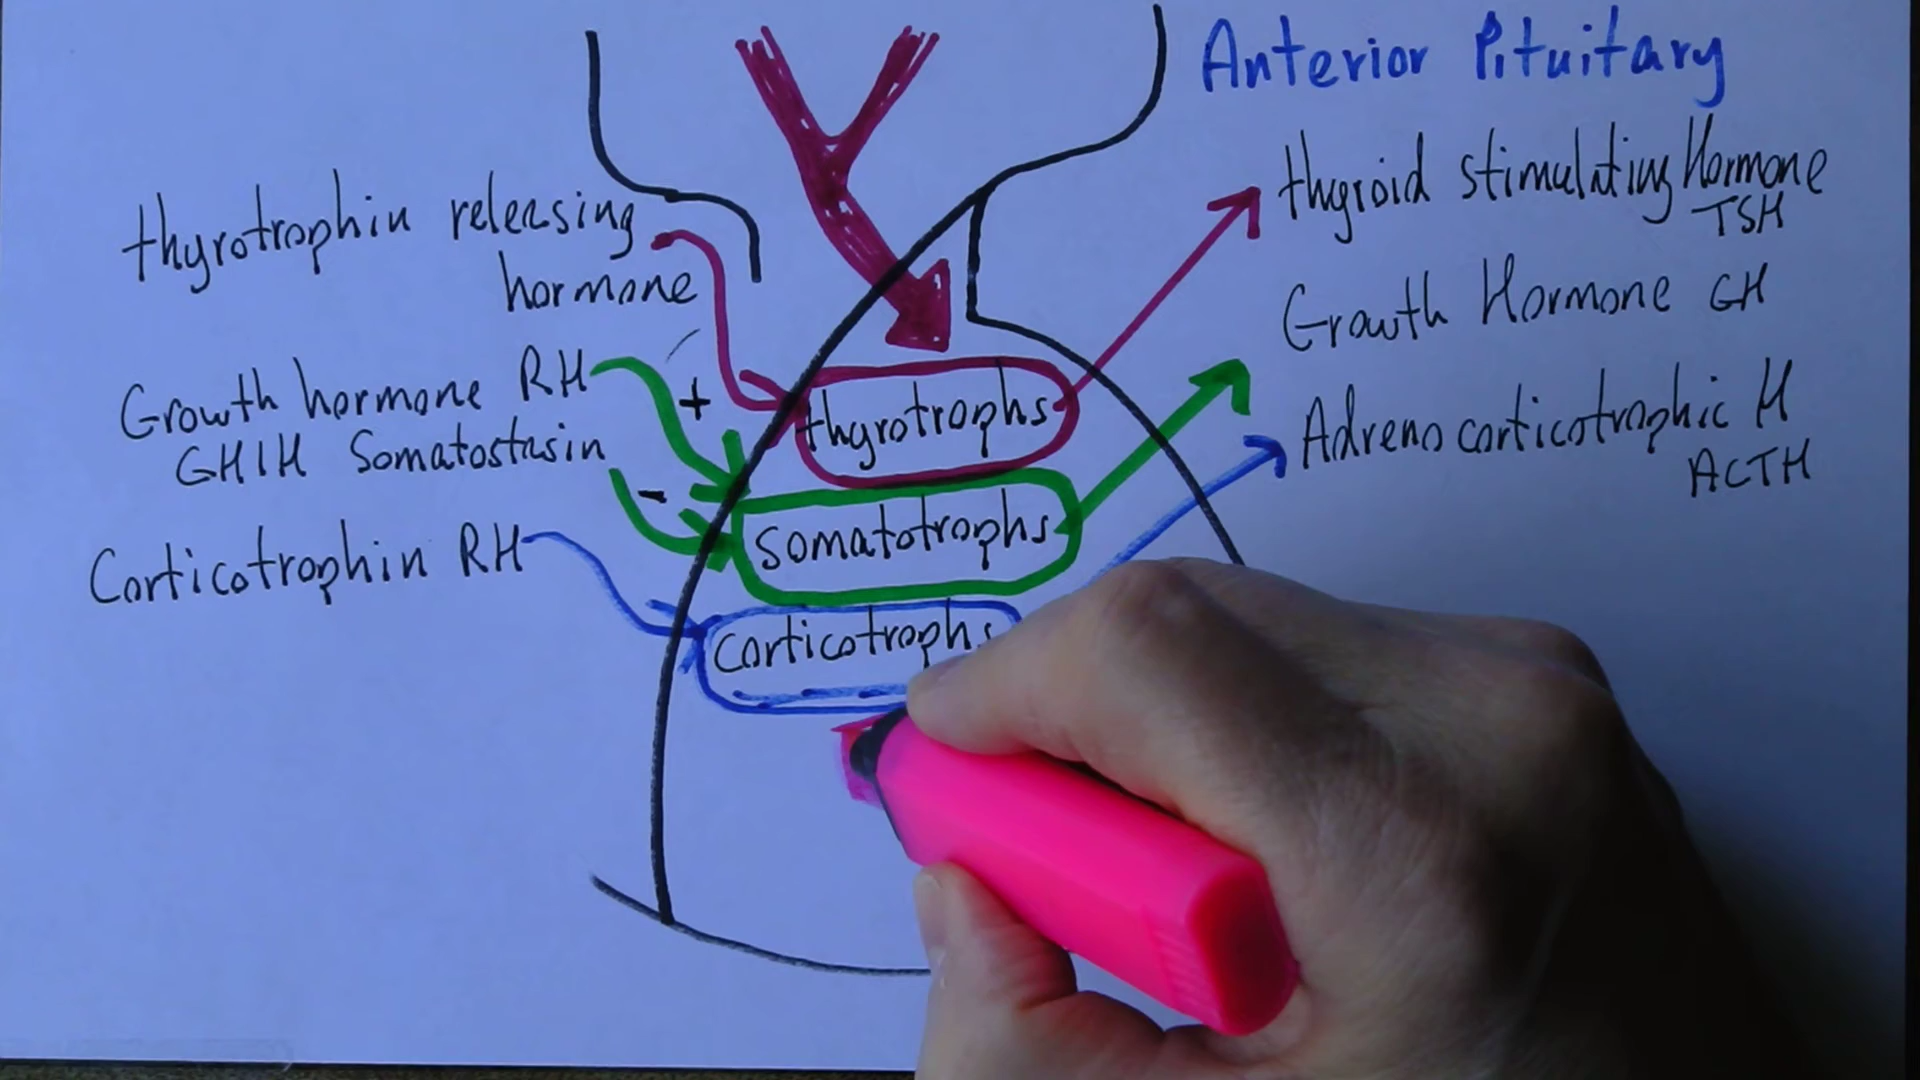 Anterior Pituitary
thyrotrophin releasing
hormone
Growth hormone RH
GHIH Somatostasin
Corticotrophin RH
+
-
thyrotrophs
somatotrophs
corticotrophs
thyroid stimulating Hormone
TSH
Growth Hormone GH
Adreno corticotrophic H
ACTH